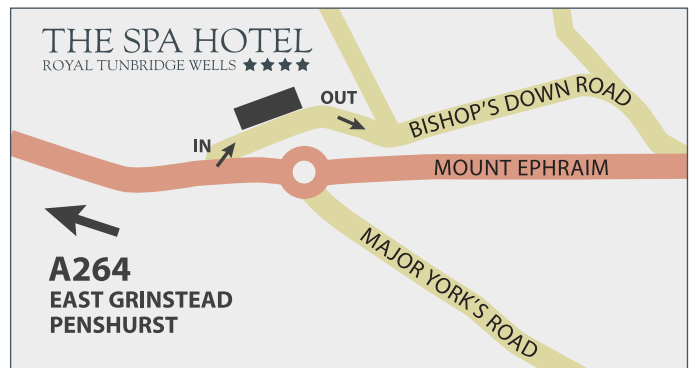 THE SPA HOTEL
ROYAL TUNBRIDGE WELLS ★★★★
OUT
IN
BISHOP'S DOWN ROAD
MOUNT EPHRAIM
MAJOR YORK'S ROAD
A264
EAST GRINSTEAD
PENSHURST